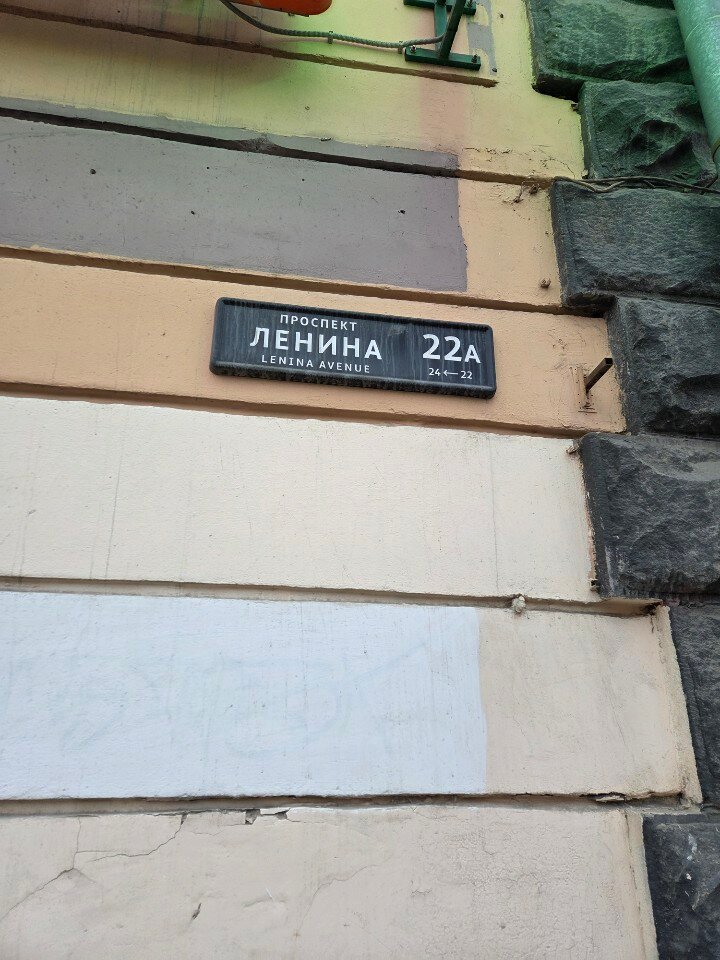 ПРОСПЕКТ
ЛЕНИНА
LENINA AVENUE
22А
24 ← 22